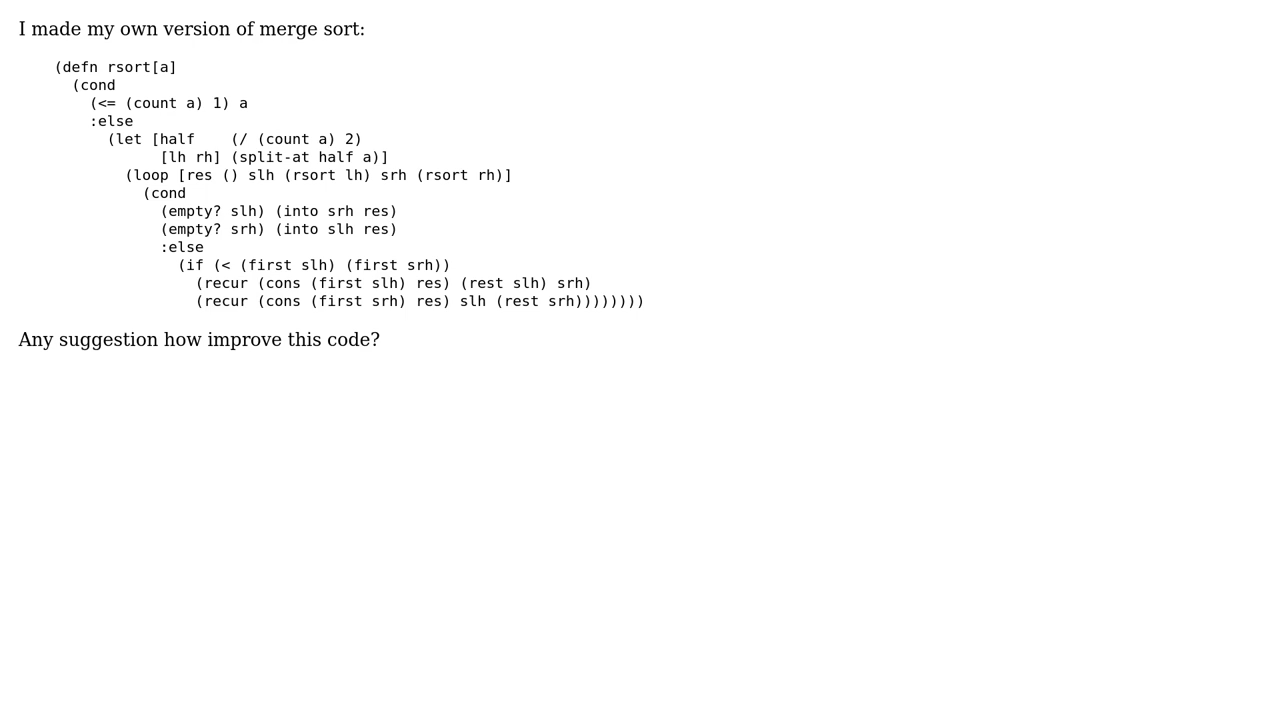 I made my own version of merge sort:
(defn rsort[a]
  (cond
    (<= (count a) 1) a
    :else
      (let [half    (/ (count a) 2)
            [lh rh] (split-at half a)]
        (loop [res () slh (rsort lh) srh (rsort rh)]
          (cond
            (empty? slh) (into srh res)
            (empty? srh) (into slh res)
            :else
              (if (< (first slh) (first srh))
                (recur (cons (first slh) res) (rest slh) srh)
                (recur (cons (first srh) res) slh (rest srh))))))))
Any suggestion how improve this code?